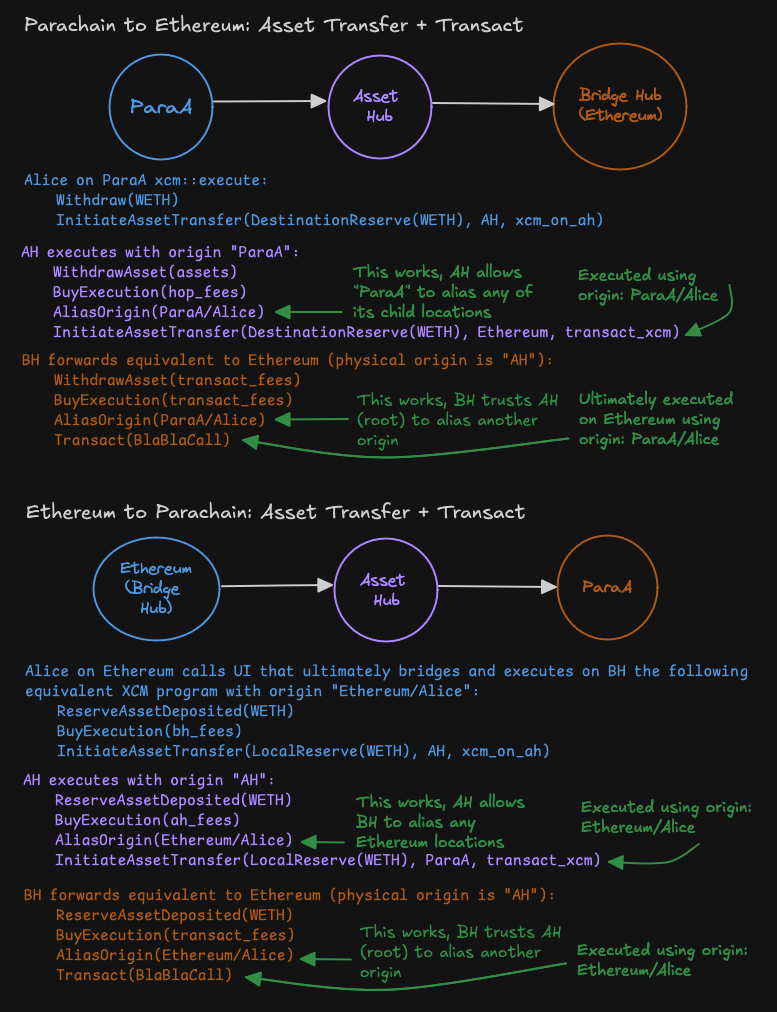 Parachain to Ethereum: Asset Transfer + Transact
ParaA
Asset
Hub
Bridge Hub
(Ethereum)
Alice on ParaA xcm::execute:
Withdraw(WETH)
InitiateAssetTransfer(DestinationReserve(WETH), AH, xcm_on_ah)
AH executes with origin "ParaA":
WithdrawAsset(assets)
BuyExecution(hop_fees)
AliasOrigin(ParaA/Alice)
InitiateAssetTransfer(DestinationReserve(WETH), Ethereum, transact_xcm)
This works, AH allows
"ParaA" to alias any of
its child locations
Executed using
origin: ParaA/Alice
BH forwards equivalent to Ethereum (physical origin is "AH"):
WithdrawAsset(transact_fees)
BuyExecution(transact_fees)
AliasOrigin(ParaA/Alice)
Transact(BlaBlaCall)
This works, BH trusts AH
(root) to alias another
origin
Ultimately executed
on Ethereum using
origin: ParaA/Alice
Ethereum to Parachain: Asset Transfer + Transact
Ethereum
(Bridge
Hub)
Asset
Hub
ParaA
Alice on Ethereum calls UI that ultimately bridges and executes on BH the following
equivalent XCM program with origin "Ethereum/Alice":
ReserveAssetDeposited(WETH)
BuyExecution(bh_fees)
InitiateAssetTransfer(LocalReserve(WETH), AH, xcm_on_ah)
AH executes with origin "AH":
ReserveAssetDeposited(WETH)
BuyExecution(ah_fees)
AliasOrigin(Ethereum/Alice)
InitiateAssetTransfer(LocalReserve(WETH), ParaA, transact_xcm)
This works, AH allows
BH to alias any
Ethereum locations
Executed using origin:
Ethereum/Alice
BH forwards equivalent to Ethereum (physical origin is "AH"):
ReserveAssetDeposited(WETH)
BuyExecution(transact_fees)
AliasOrigin(Ethereum/Alice)
Transact(BlaBlaCall)
This works, BH trusts AH
(root) to alias another
origin
Executed using origin:
Ethereum/Alice